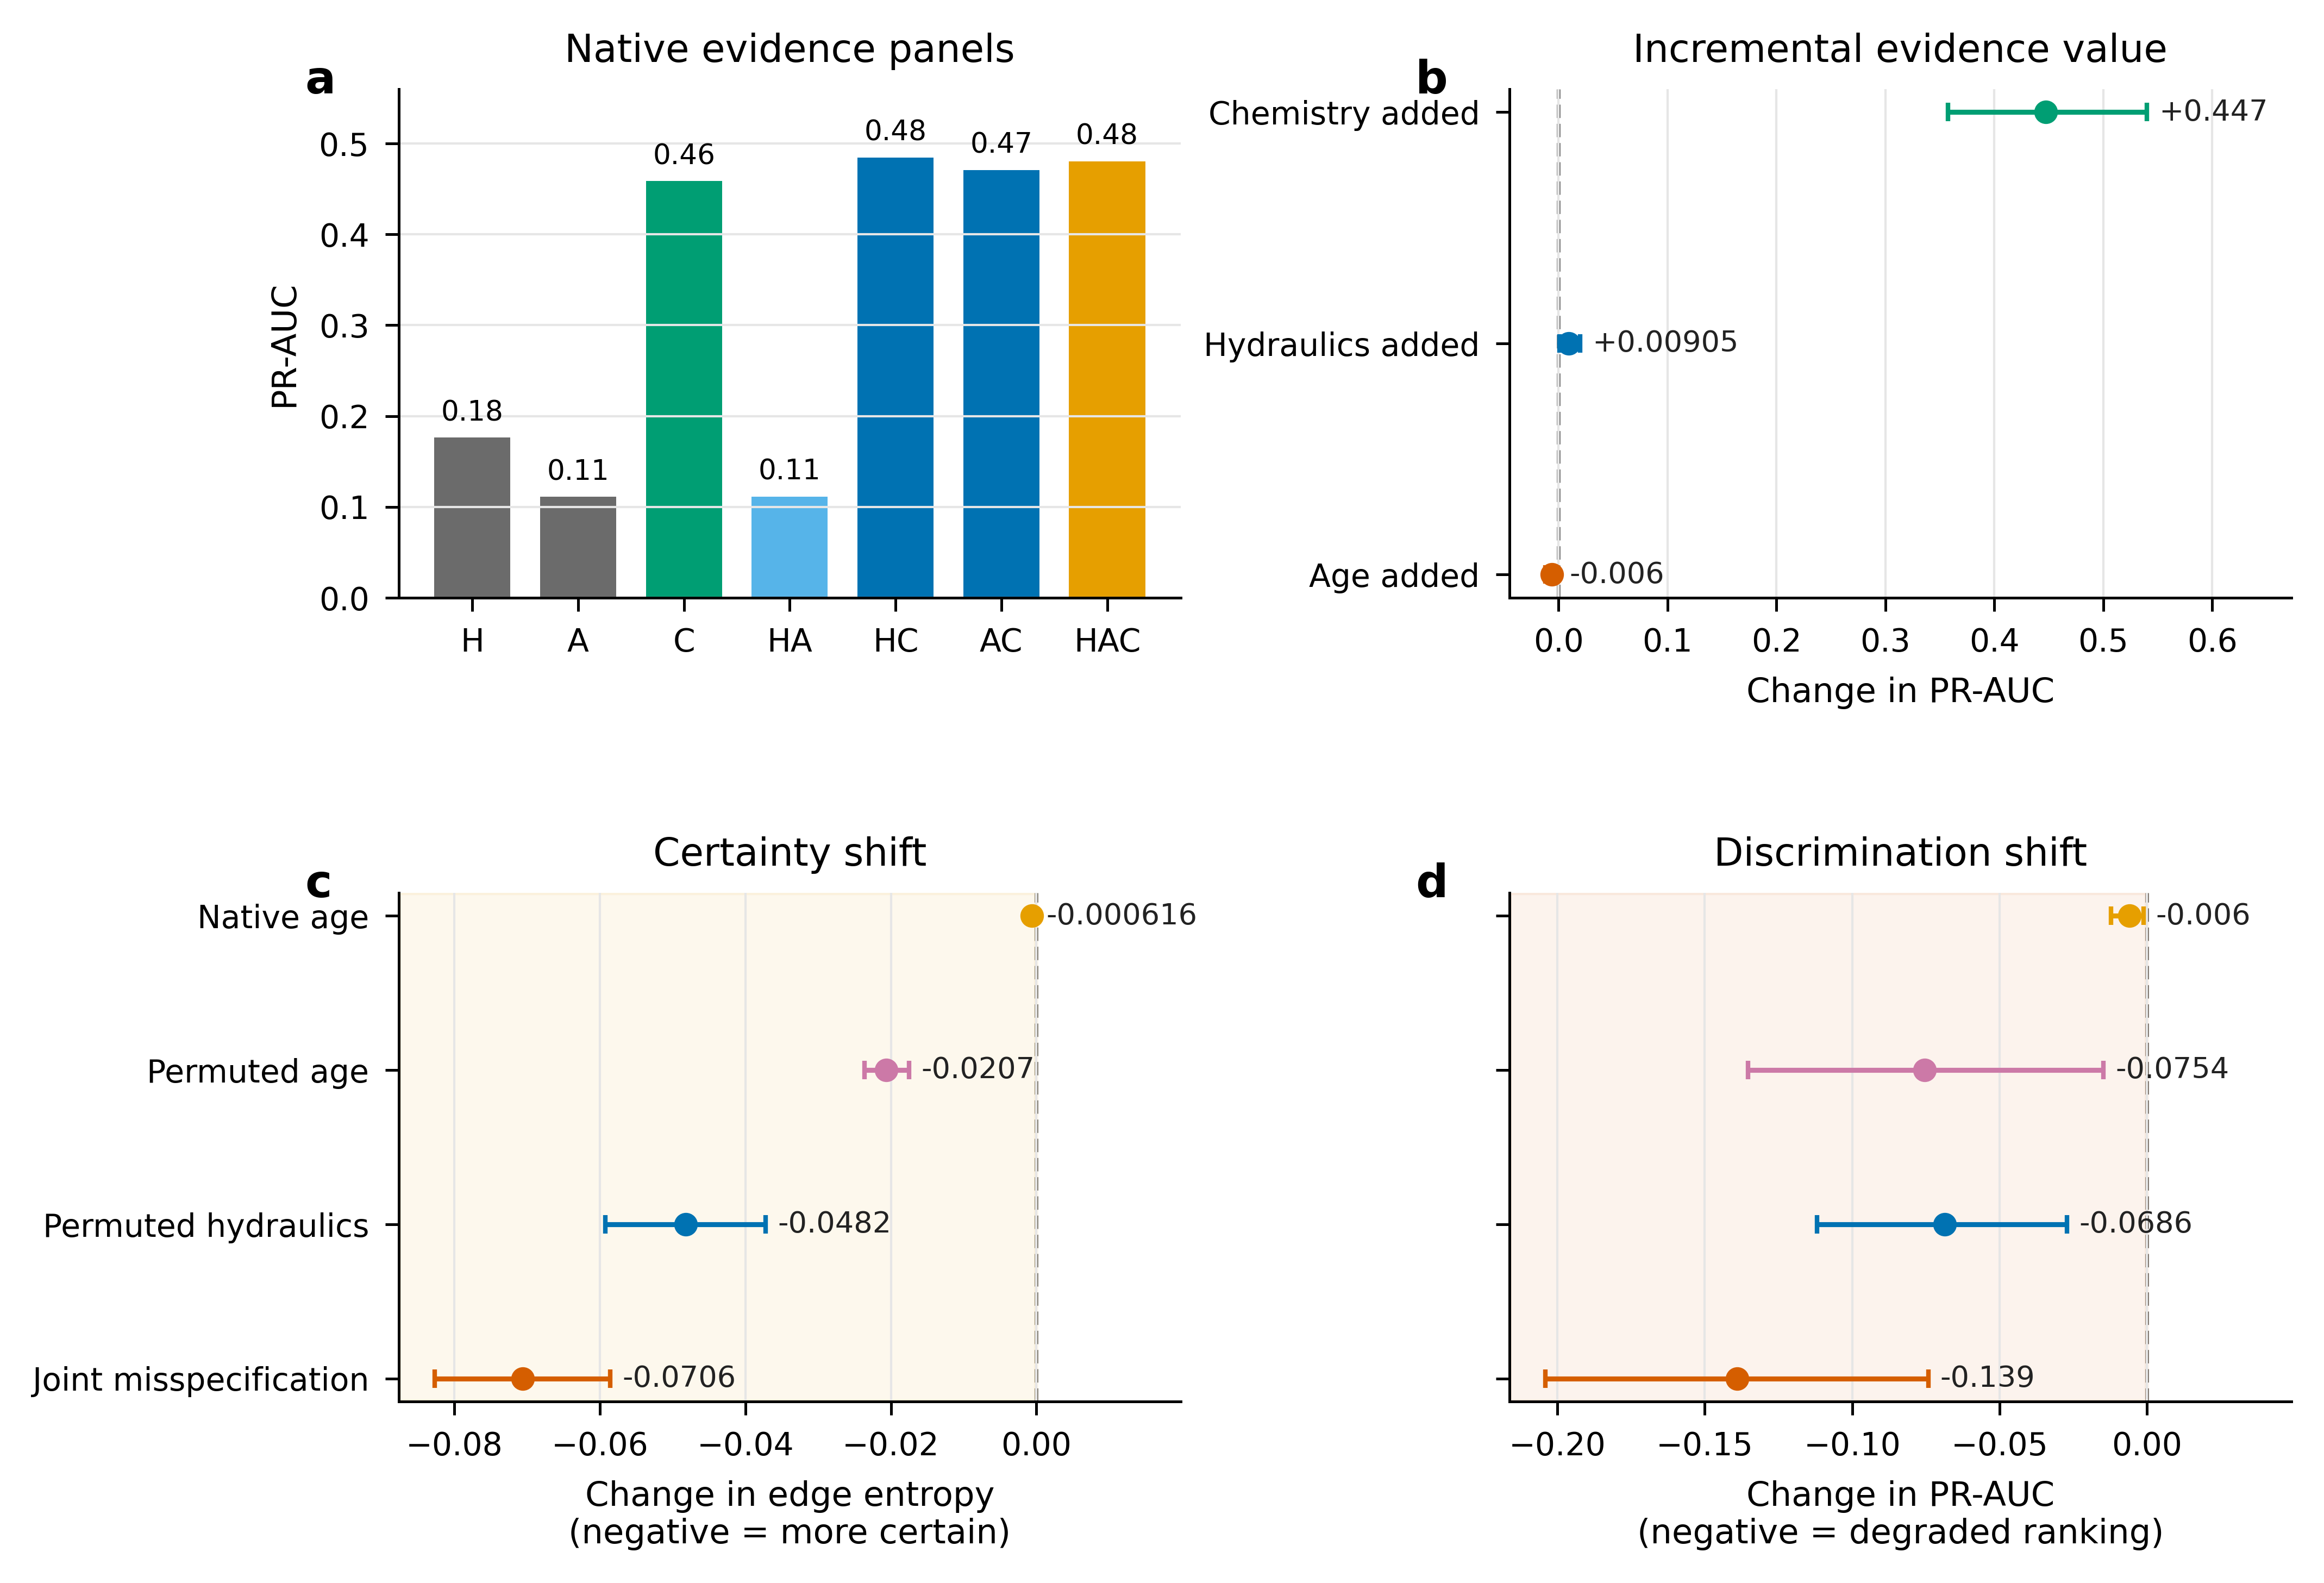 a
Native evidence panels
PR-AUC
0.5
0.4
0.3
0.2
0.1
0.0
0.18
0.11
0.46
0.11
0.48
0.47
0.48
H
A
C
HA
HC
AC
HAC
b
Incremental evidence value
Chemistry added
+0.447
Hydraulics added
+0.00905
Age added
-0.006
0.0
0.1
0.2
0.3
0.4
0.5
0.6
Change in PR-AUC
c
Certainty shift
Native age
-0.000616
Permuted age
-0.0207
Permuted hydraulics
-0.0482
Joint misspecification
-0.0706
−0.08
−0.06
−0.04
−0.02
0.00
Change in edge entropy
(negative = more certain)
d
Discrimination shift
-0.006
-0.0754
-0.0686
-0.139
−0.20
−0.15
−0.10
−0.05
0.00
Change in PR-AUC
(negative = degraded ranking)